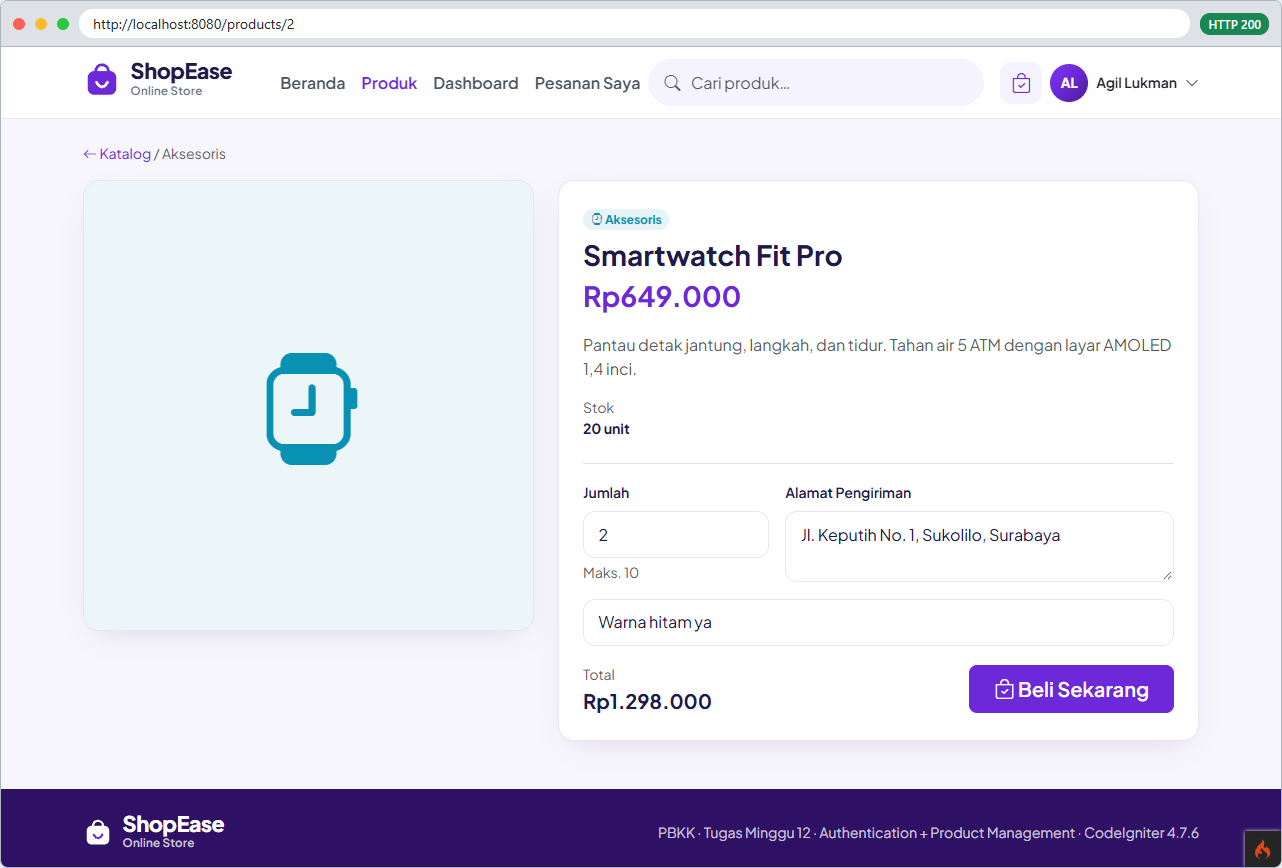 http://localhost:8080/products/2
HTTP 200
ShopEase
Online Store
Beranda Produk Dashboard Pesanan Saya
Cari produk...
AL Agil Lukman
← Katalog / Aksesoris
Aksesoris
Smartwatch Fit Pro
Rp649.000
Pantau detak jantung, langkah, dan tidur. Tahan air 5 ATM dengan layar AMOLED
1,4 inci.
Stok
20 unit
Jumlah
2
Maks. 10
Alamat Pengiriman
Jl. Keputih No. 1, Sukolilo, Surabaya
Warna hitam ya
Total
Rp1.298.000
Beli Sekarang
ShopEase
Online Store
PBKK · Tugas Minggu 12 · Authentication + Product Management · CodeIgniter 4.7.6